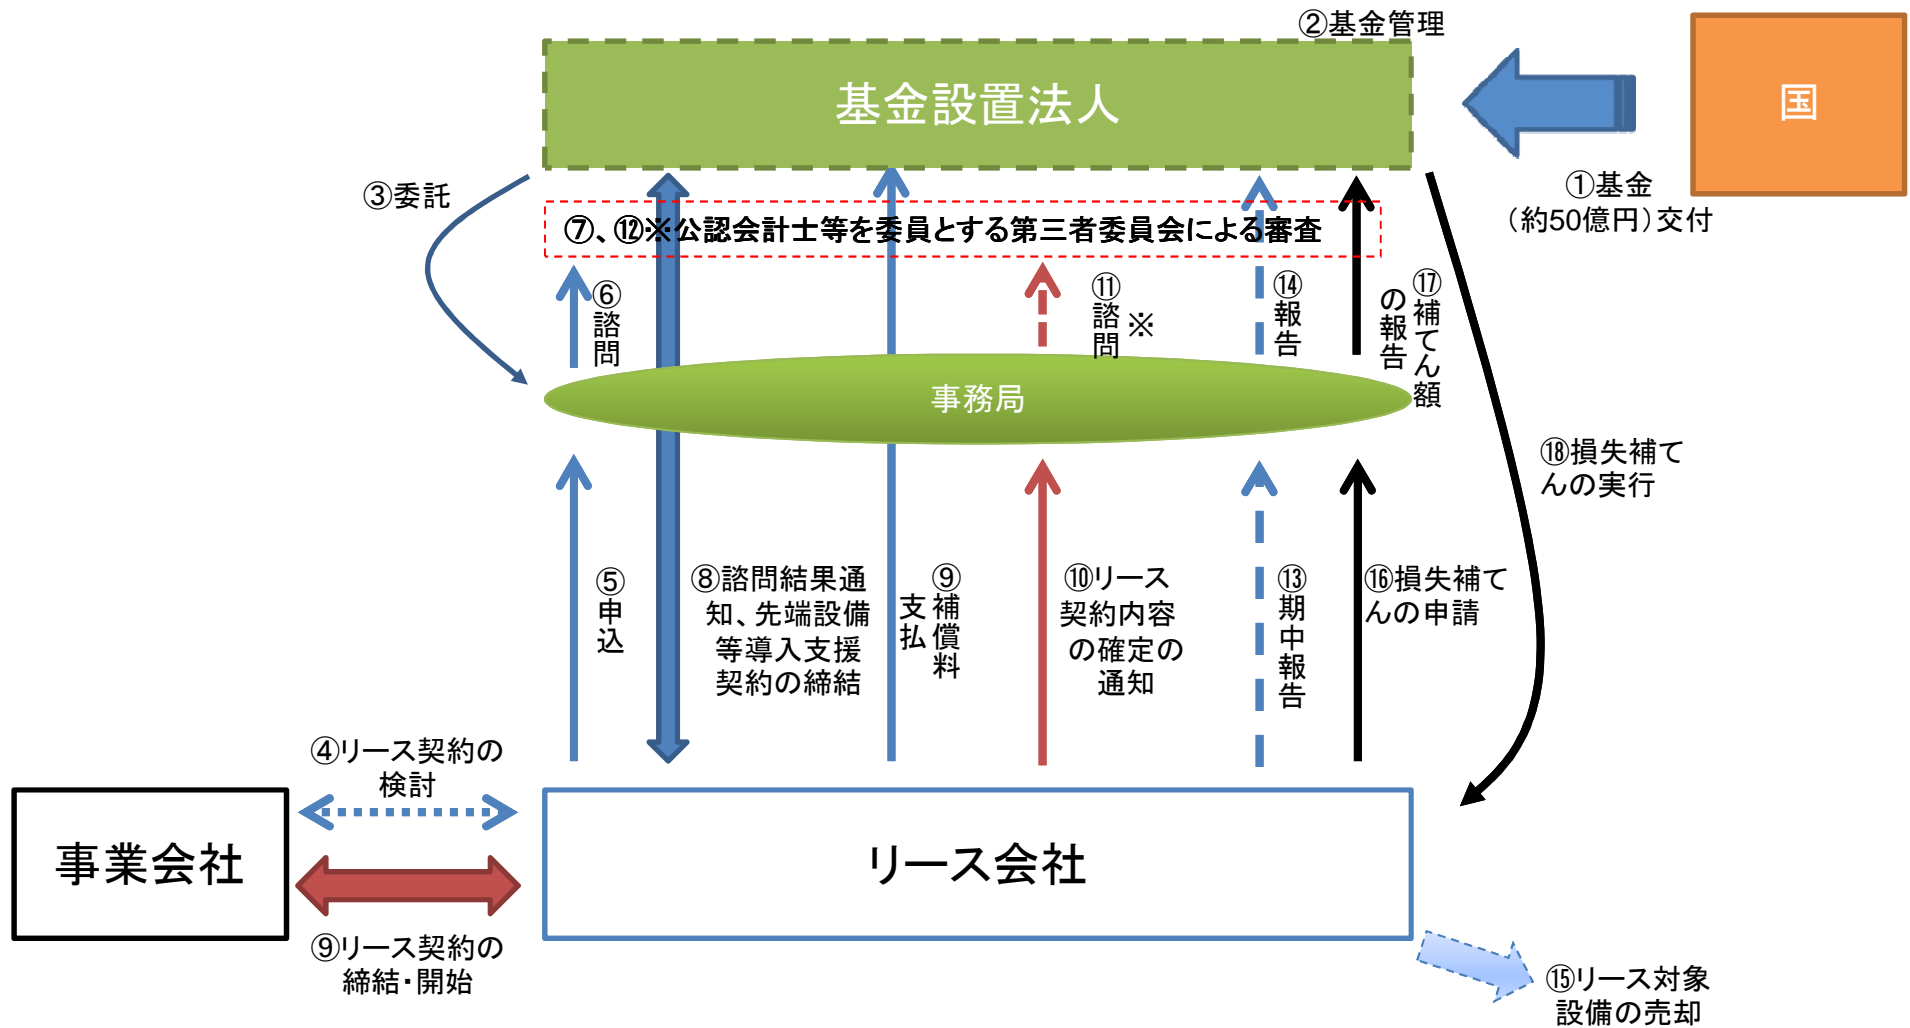 ②基金管理
基金設置法人
国
①基金
（約50億円）交付
③委託
⑦、⑫※公認会計士等を委員とする第三者委員会による審査
⑥諮問
⑪諮問
※
⑭報告
⑰補てん額
の報告
事務局
⑱損失補て
んの実行
⑤申込
⑧諮問結果通
知、先端設備
等導入支援
契約の締結
⑨補償料
支払
⑩リース
契約内容
の確定の
通知
⑬期中報告
⑯損失補て
んの申請
④リース契約の
検討
事業会社
リース会社
⑨リース契約の
締結・開始
⑮リース対象
設備の売却